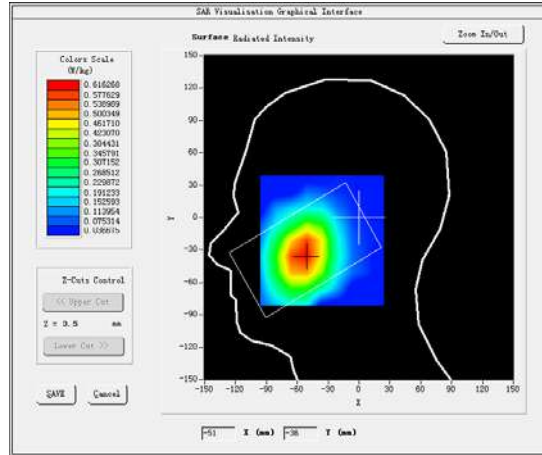 SAR Visualisation Graphical Interface
Surface Radiated Intensity
Zoom In/Out
Colors Scale
(W/kg)
0.616268
0.577629
0.538989
0.500349
0.461710
0.423070
0.384431
0.345791
0.307152
0.268512
0.229872
0.191233
0.152593
0.113954
0.075314
0.036675
150
120
90
60
30
0
-30
-60
-90
-120
-150
Y
-150 -120 -90 -60 -30 0 30 60 90 120 150
X
Z-Cuts Control
<< Upper Cut
Z = 3.5 mm
Lower Cut >>
SAVE Cancel
-51 X (mm) -36 Y (mm)